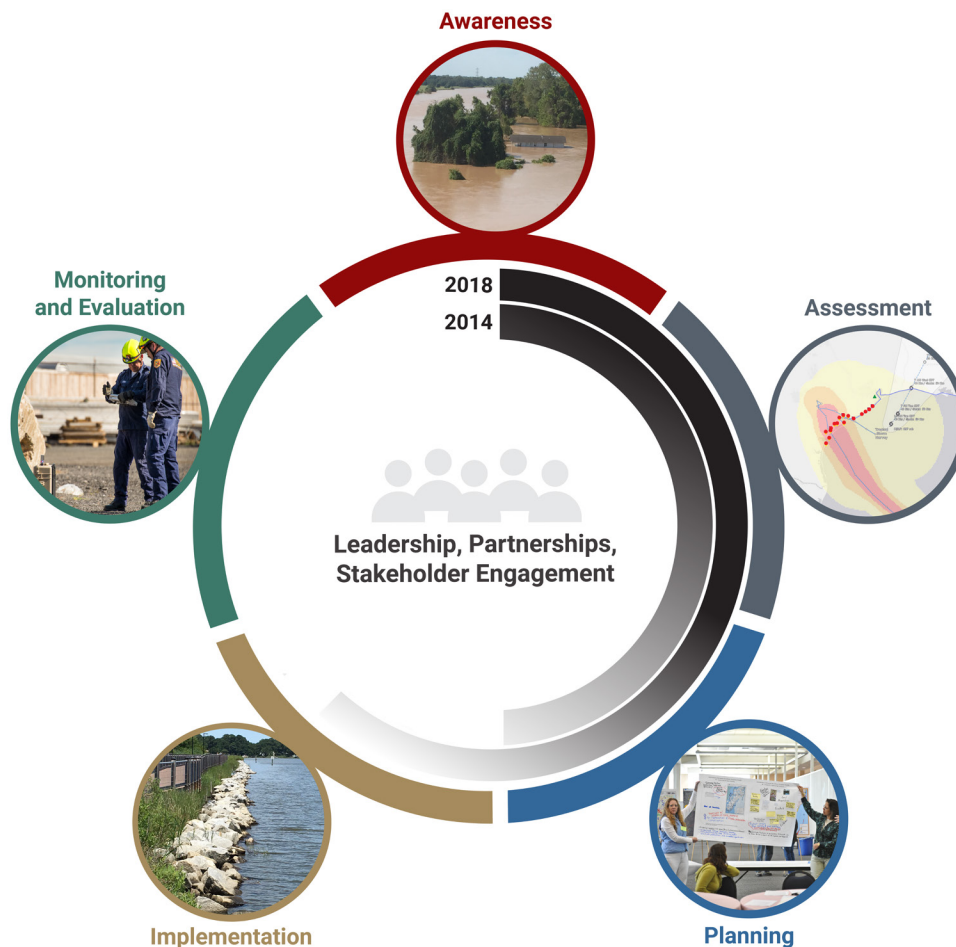 Awareness
Monitoring
and Evaluation
2018
2014
Assessment
Leadership, Partnerships,
Stakeholder Engagement
Implementation
Planning